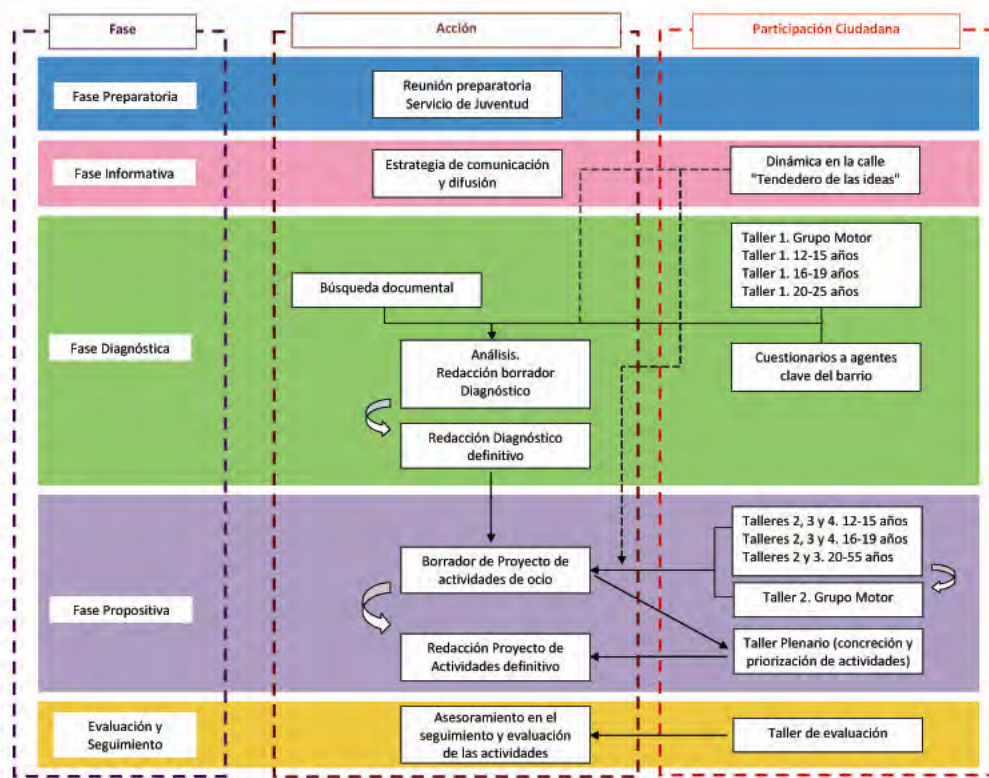 Fase
Acción
Participación Ciudadana
Fase Preparatoria
Reunión preparatoria
Servicio de Juventud
Fase Informativa
Estrategia de comunicación
y difusión
Dinámica en la calle
"Tendedero de las ideas"
Fase Diagnóstica
Búsqueda documental
Taller 1. Grupo Motor
Taller 1. 12-15 años
Taller 1. 16-19 años
Taller 1. 20-25 años
Análisis.
Redacción borrador
Diagnóstico
Cuestionarios a agentes
clave del barrio
Redacción Diagnóstico
definitivo
Fase Propositiva
Borrador de Proyecto de
actividades de ocio
Talleres 2, 3 y 4. 12-15 años
Talleres 2, 3 y 4. 16-19 años
Talleres 2 y 3. 20-55 años
Taller 2. Grupo Motor
Redacción Proyecto de
Actividades definitivo
Taller Plenario (concreción y
priorización de actividades)
Evaluación y
Seguimiento
Asesoramiento en el
seguimiento y evaluación
de las actividades
Taller de evaluación